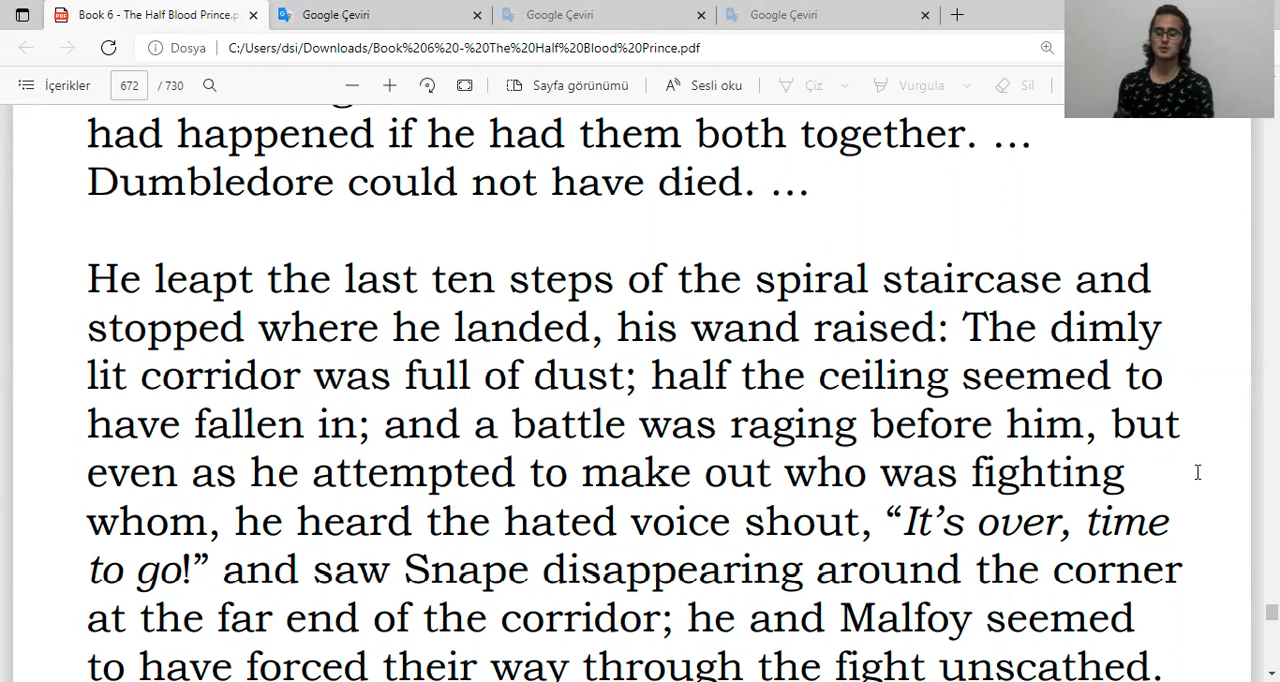 Book 6 - The Half Blood Prince.p
Google Çeviri
Google Çeviri
Google Çeviri
Dosya
C:/Users/dsi/Downloads/Book%206%20-%20The%20Half%20Blood%20Prince.pdf
İçerikler
672
/ 730
Sayfa görünümü
Sesli oku
Çiz
Vurgula
Sil
had happened if he had them both together. …
Dumbledore could not have died. …
He leapt the last ten steps of the spiral staircase and
stopped where he landed, his wand raised: The dimly
lit corridor was full of dust; half the ceiling seemed to
have fallen in; and a battle was raging before him, but
even as he attempted to make out who was fighting
whom, he heard the hated voice shout, “It’s over, time
to go!” and saw Snape disappearing around the corner
at the far end of the corridor; he and Malfoy seemed
to have forced their way through the fight unscathed.